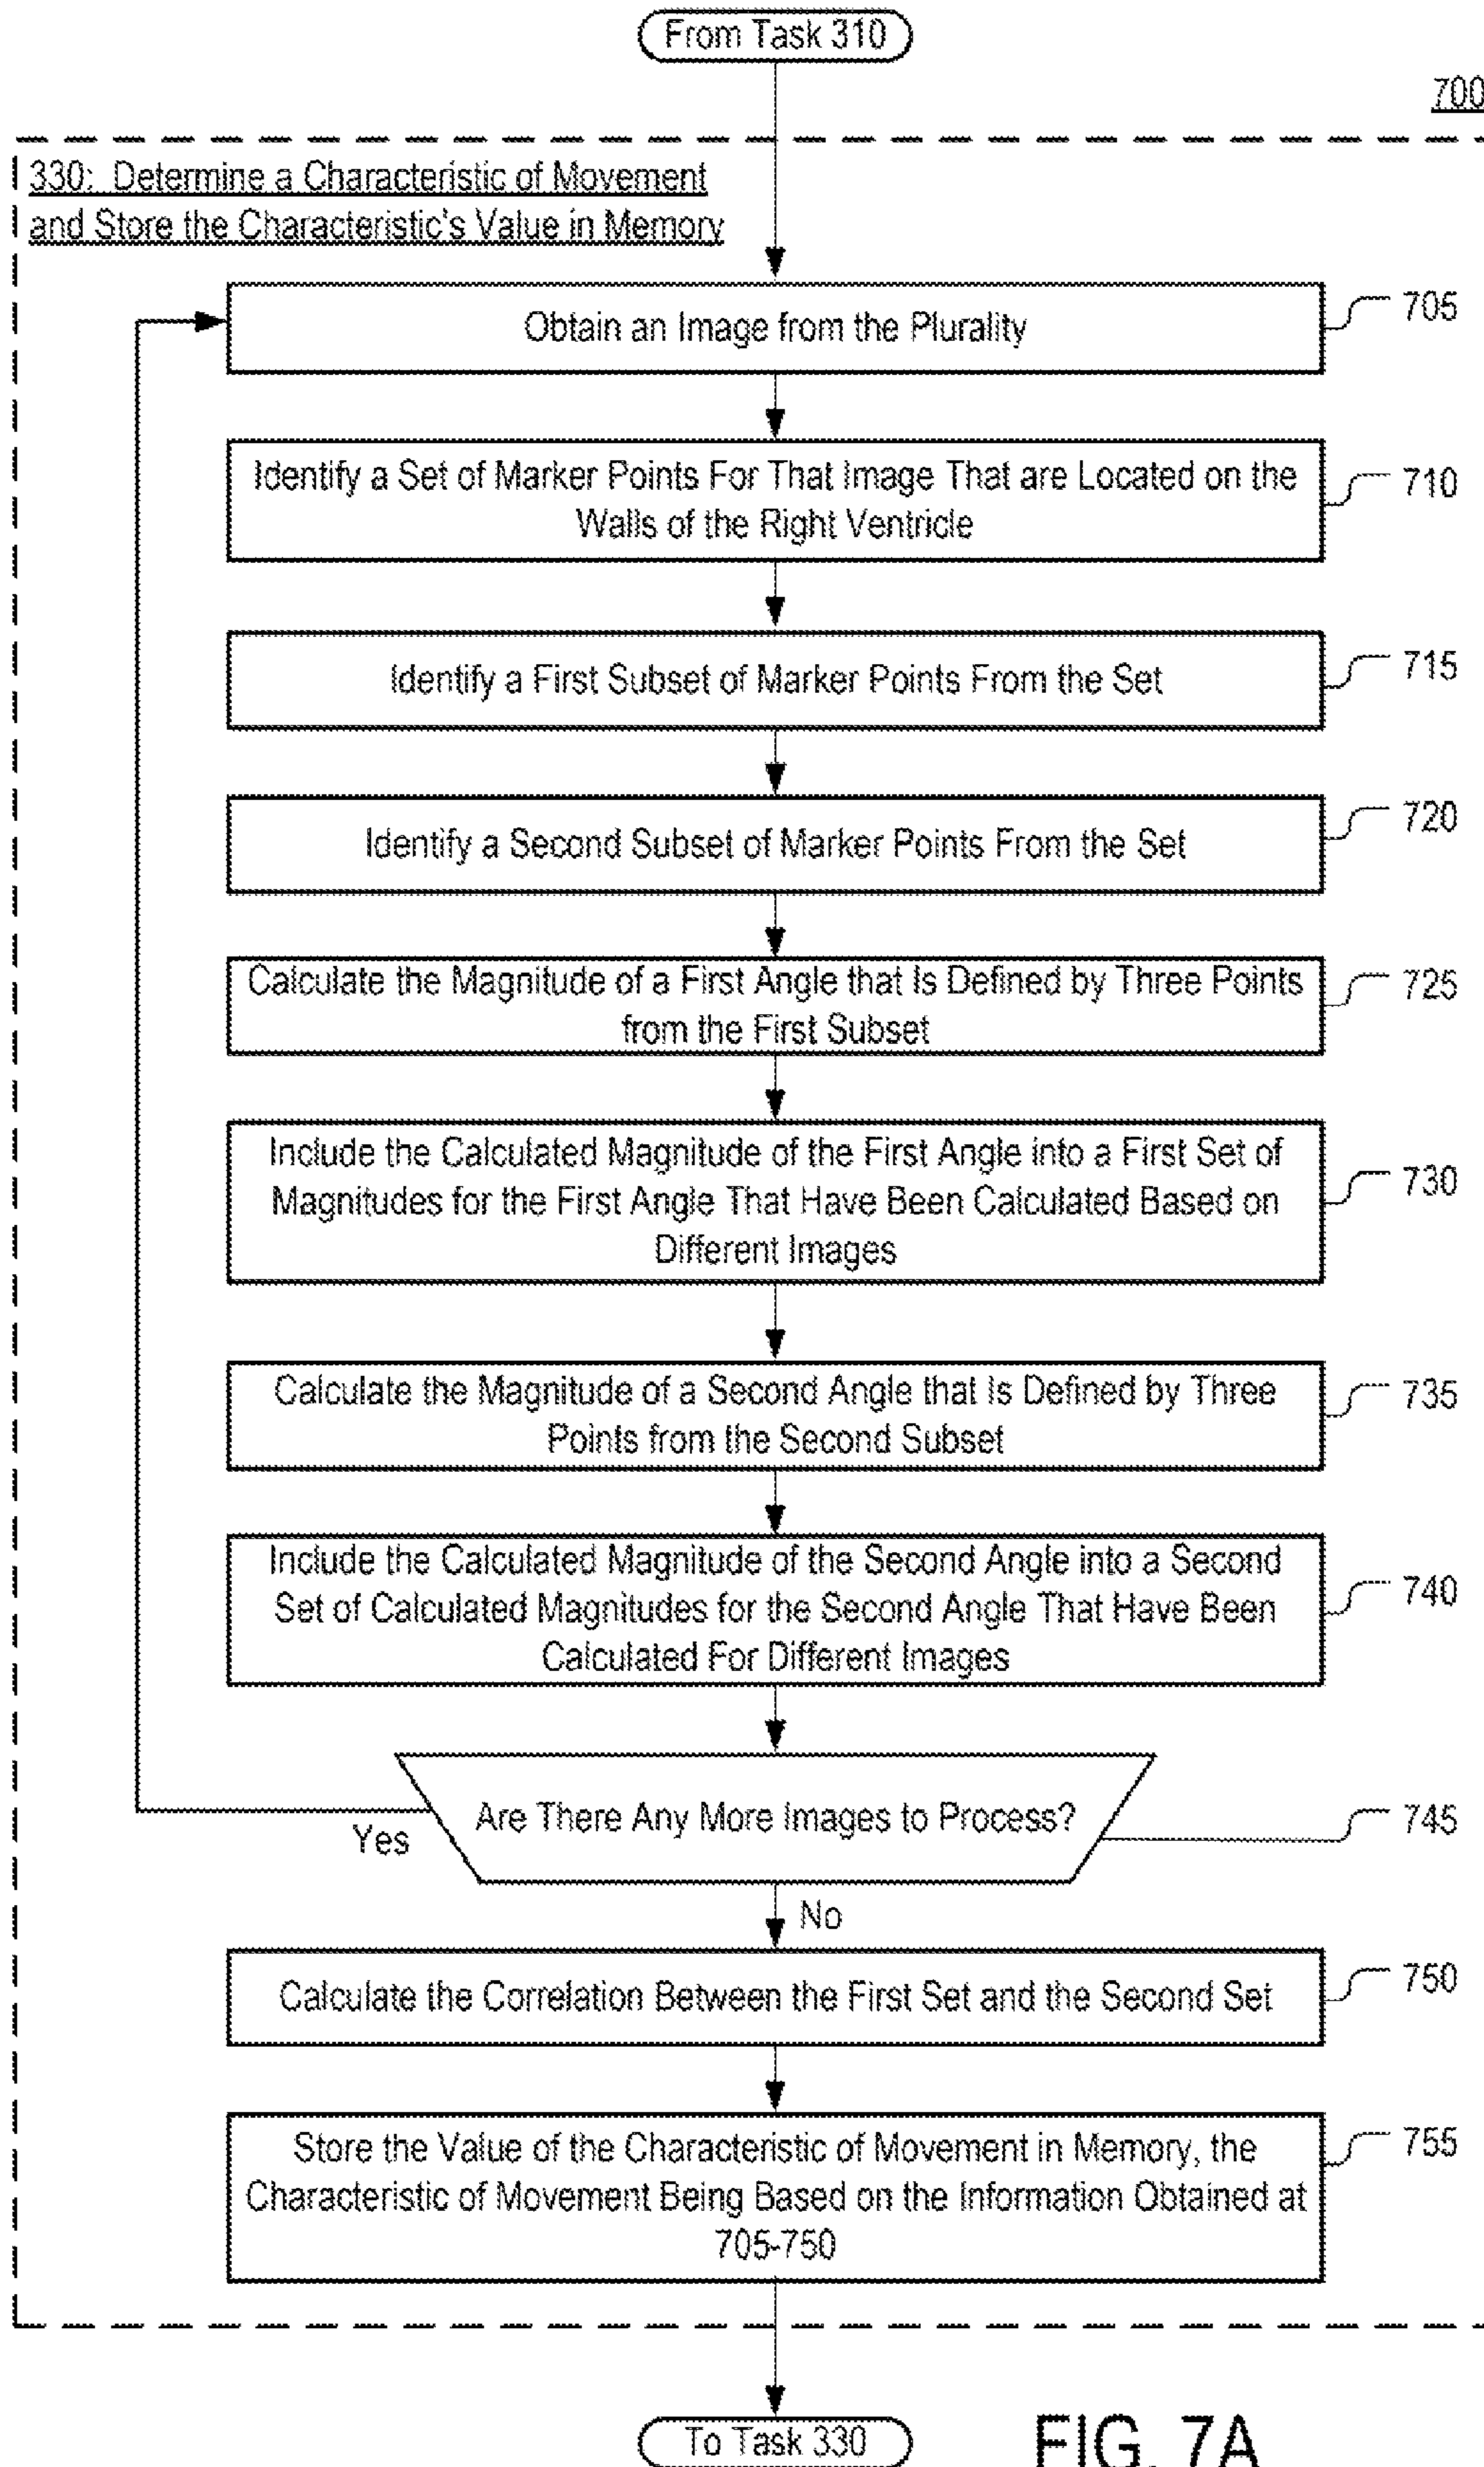 From Task 310
700
330: Determine a Characteristic of Movement
and Store the Characteristic's Value in Memory
Obtain an Image from the Plurality
705
Identify a Set of Marker Points For That Image That are Located on the
Walls of the Right Ventricle
710
Identify a First Subset of Marker Points From the Set
715
Identify a Second Subset of Marker Points From the Set
720
Calculate the Magnitude of a First Angle that Is Defined by Three Points
from the First Subset
725
Include the Calculated Magnitude of the First Angle into a First Set of
Magnitudes for the First Angle That Have Been Calculated Based on
Different Images
730
Calculate the Magnitude of a Second Angle that Is Defined by Three
Points from the Second Subset
735
Include the Calculated Magnitude of the Second Angle into a Second
Set of Calculated Magnitudes for the Second Angle That Have Been
Calculated For Different Images
740
Are There Any More Images to Process?
745
Yes
No
Calculate the Correlation Between the First Set and the Second Set
750
Store the Value of the Characteristic of Movement in Memory, the
Characteristic of Movement Being Based on the Information Obtained at
705-750
755
To Task 330
FIG. 7A